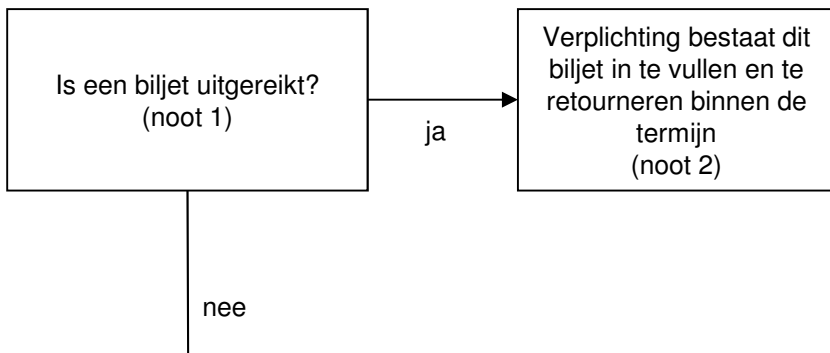 Is een biljet uitgereikt?
(noot 1)
ja
Verplichting bestaat dit
biljet in te vullen en te
retourneren binnen de
termijn
(noot 2)
nee